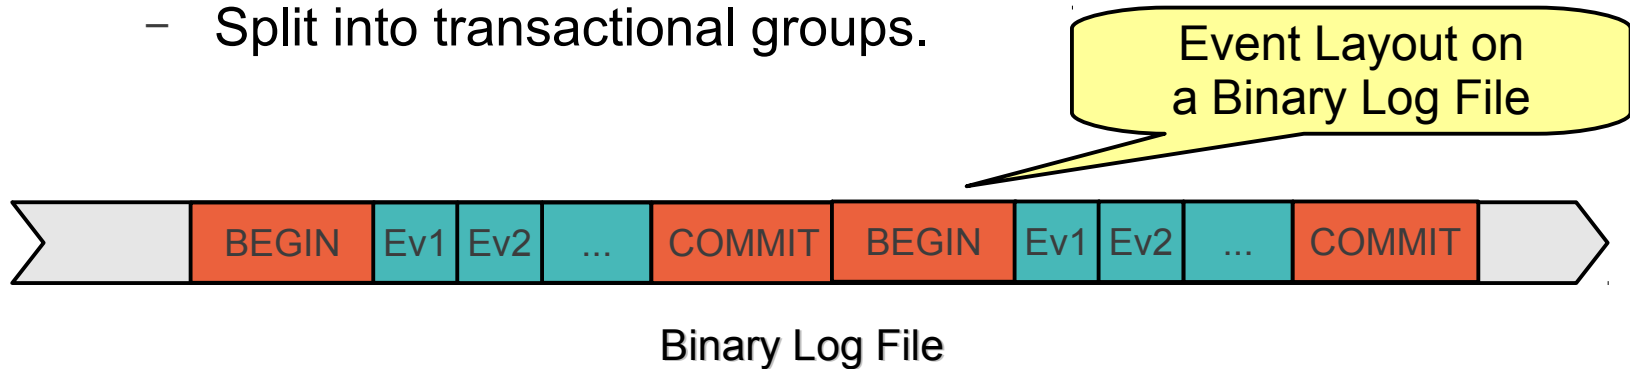 – Split into transactional groups.
Event Layout on
a Binary Log File
BEGIN Ev1 Ev2 ... COMMIT BEGIN Ev1 Ev2 ... COMMIT
Binary Log File